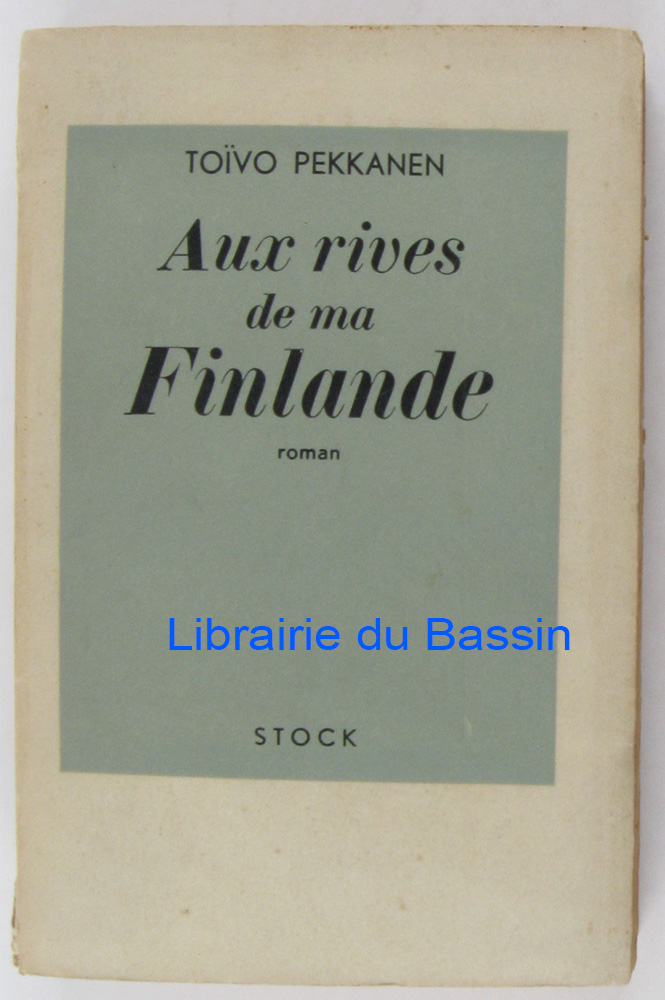 TOÏVO PEKKANEN
Aux rives
de ma
Finlande
roman
Librairie du Bassin
STOCK